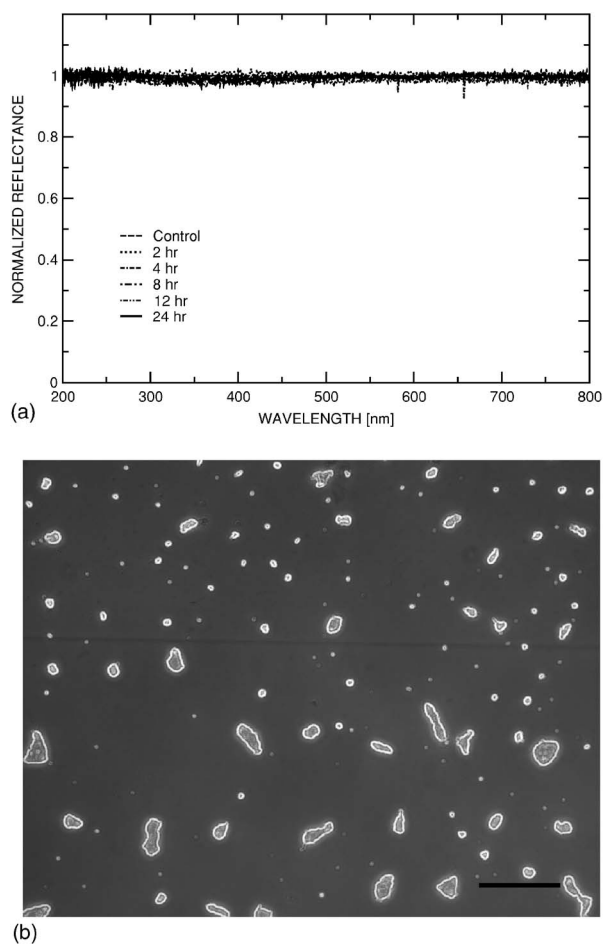 1
0.8
0.6
0.4
0.2
0
NORMALIZED REFLECTANCE
Control
2 hr
4 hr
8 hr
12 hr
24 hr
200 300 400 500 600 700 800
WAVELENGTH [nm]
(a)
(b)